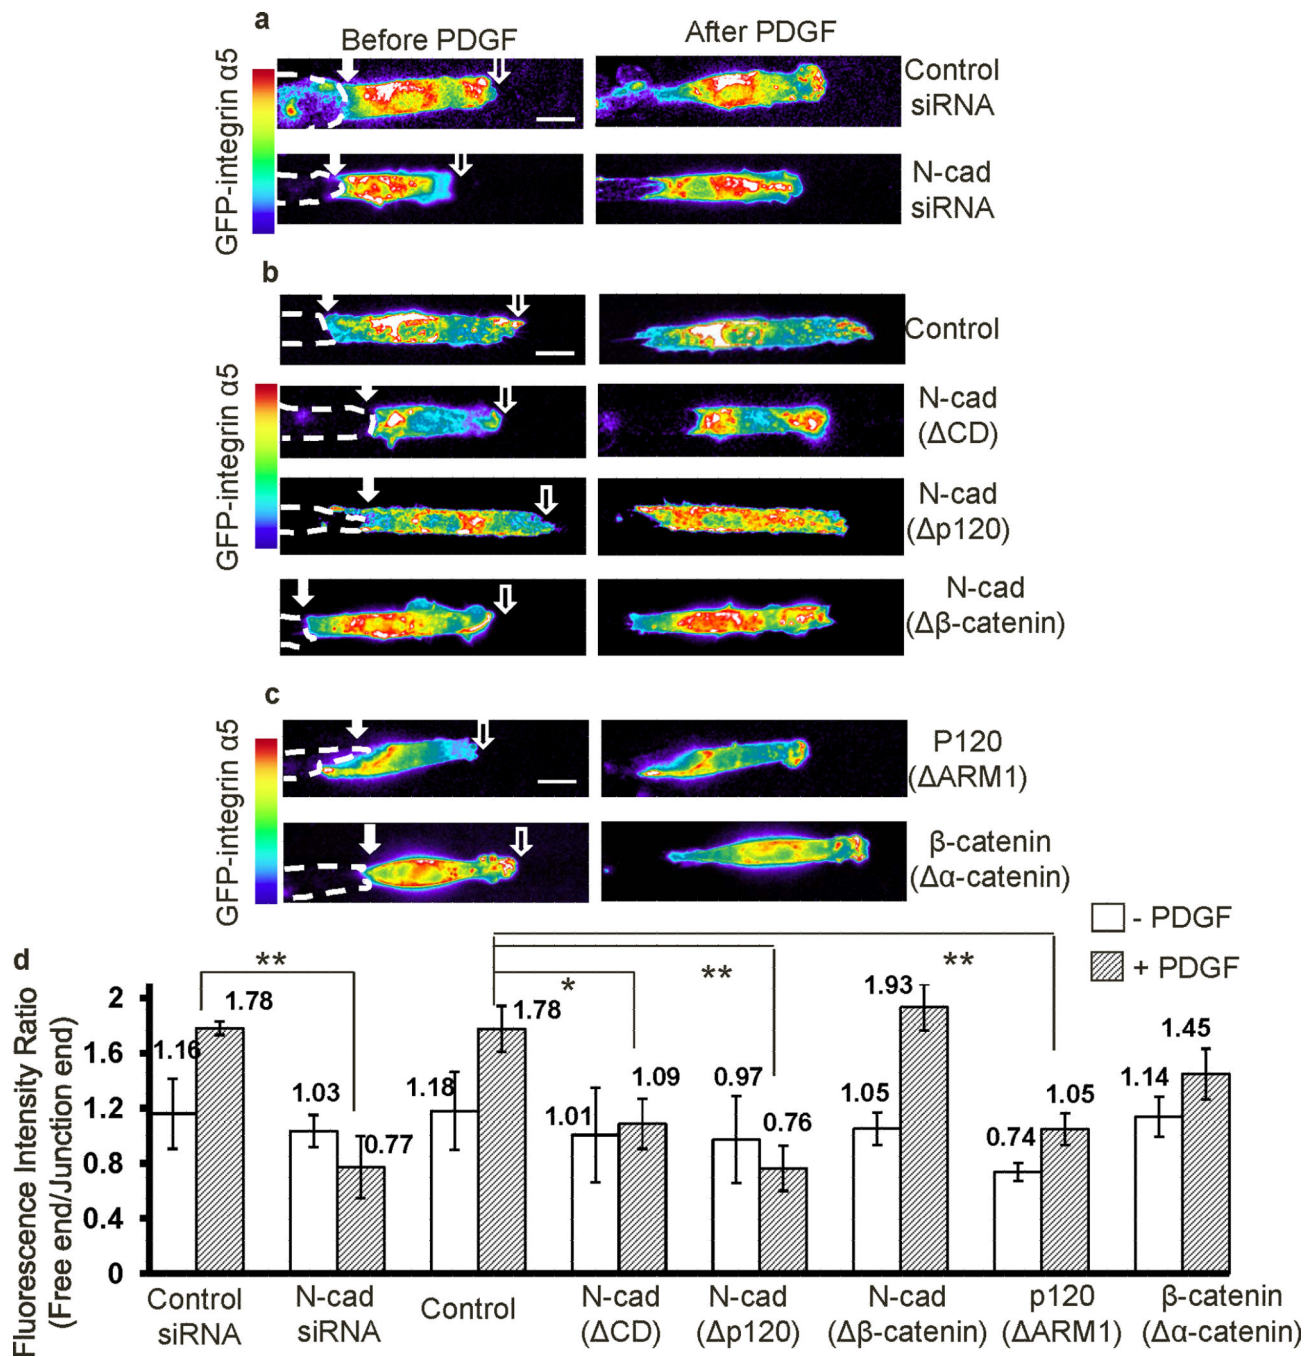 a
Before PDGF
After PDGF
GFP-integrin α5
Control
siRNA
N-cad
siRNA
b
GFP-integrin α5
Control
N-cad
(ΔCD)
N-cad
(Δp120)
N-cad
(Δβ-catenin)
c
GFP-integrin α5
P120
(ΔARM1)
β-catenin
(Δα-catenin)
- PDGF
+ PDGF
d
Fluorescence Intensity Ratio
(Free end/Junction end)
2
1.6
1.2
0.8
0.4
0
**
*
**
**
1.16
1.78
1.03
0.77
1.18
1.78
1.01
1.09
0.97
0.76
1.05
1.93
0.74
1.05
1.14
1.45
Control
siRNA
N-cad
siRNA
Control
N-cad
(ΔCD)
N-cad
(Δp120)
N-cad
(Δβ-catenin)
p120
(ΔARM1)
β-catenin
(Δα-catenin)